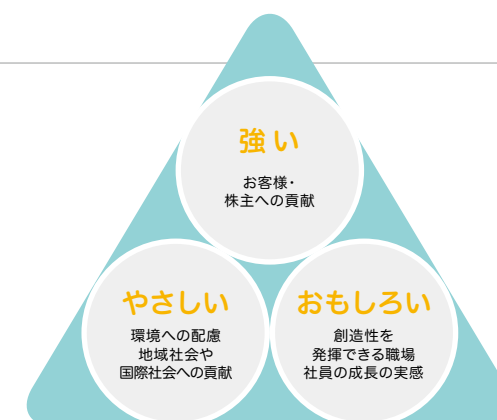 強い
お客様・
株主への貢献
やさしい
環境への配慮
地域社会や
国際社会への貢献
おもしろい
創造性を
発揮できる職場
社員の成長の実感